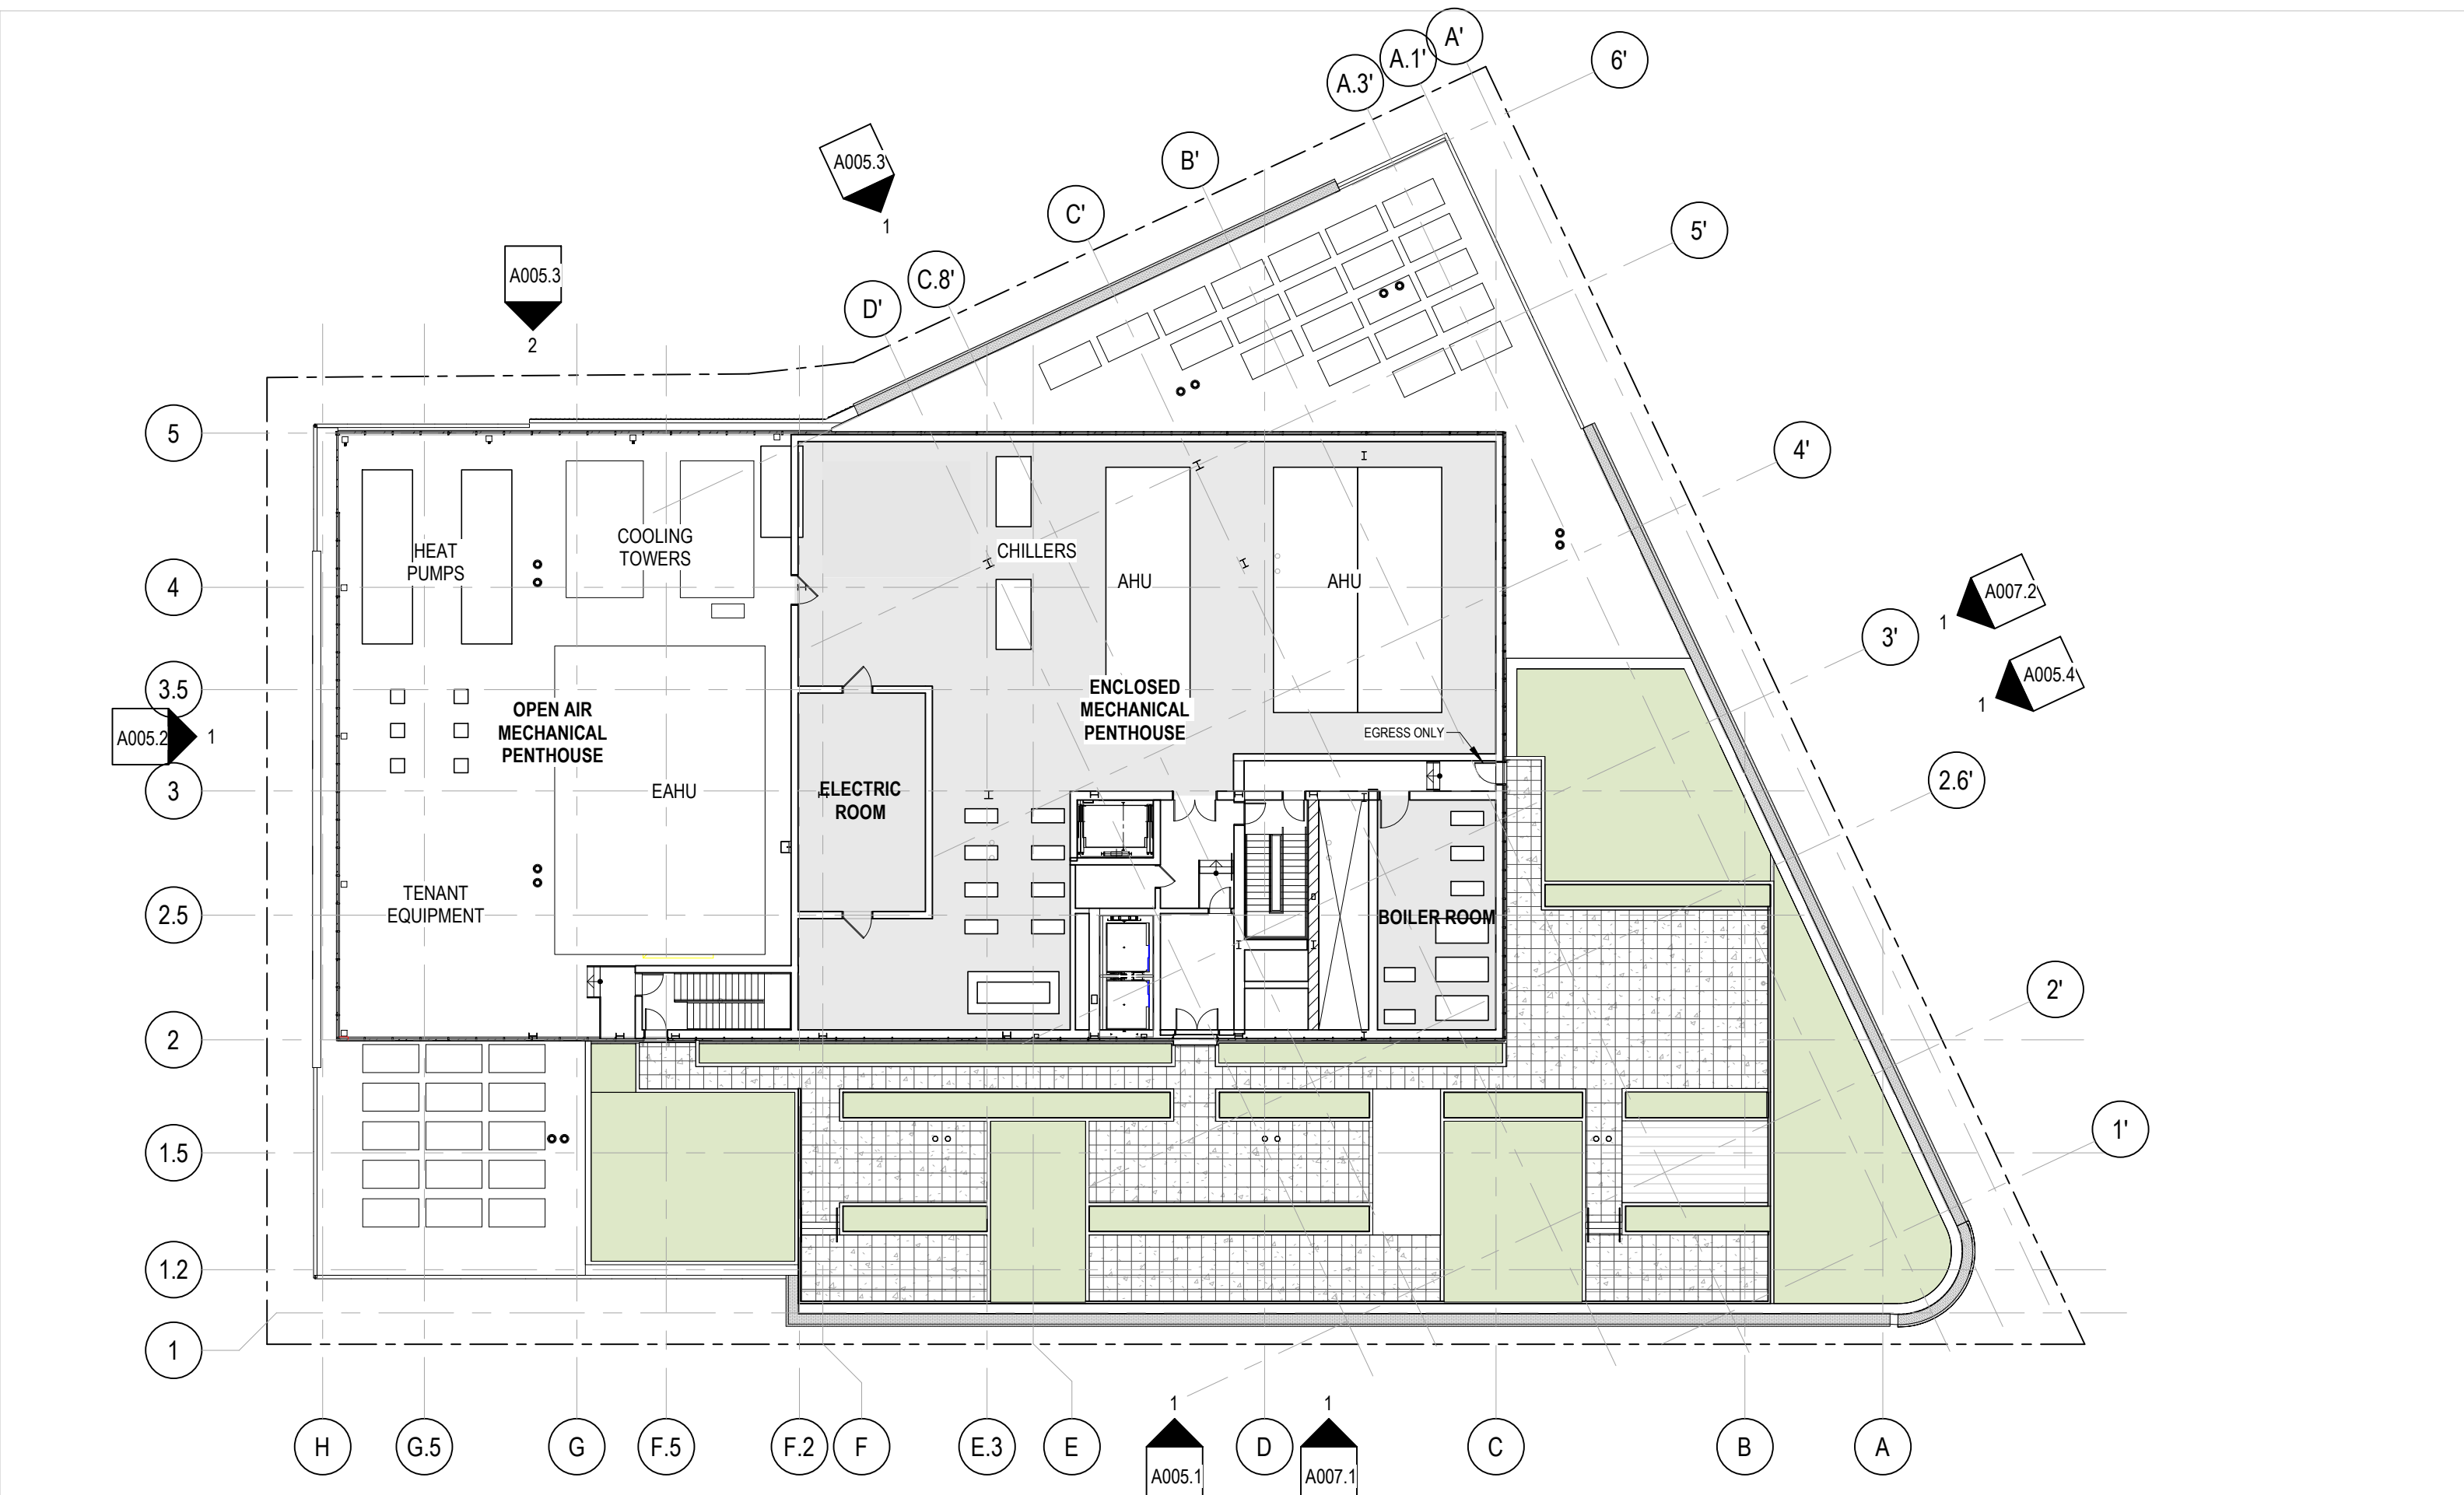 A'
A.1'
A.3'
6'
A005.3
1
B'
C'
5'
C.8'
D'
A005.3
2
5
4'
HEAT
PUMPS
COOLING
TOWERS
CHILLERS
AHU
AHU
4
A007.2
1
3'
A005.4
1
3.5
OPEN AIR
MECHANICAL
PENTHOUSE
ENCLOSED
MECHANICAL
PENTHOUSE
EGRESS ONLY
A005.2
1
3
EAHU
ELECTRIC
ROOM
2.6'
TENANT
EQUIPMENT
2.5
BOILER ROOM
2'
2
1'
1.5
1.2
1
1
1
H
G.5
G
F.5
F.2
F
E.3
E
D
C
B
A
A005.1
A007.1